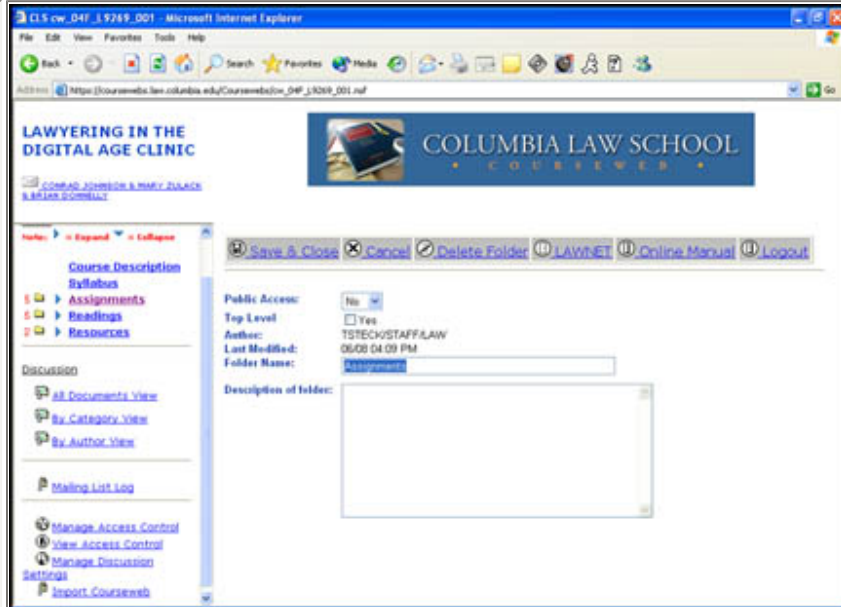 CLS cw_04F_L9269_001 - Microsoft Internet Explorer
File Edit View Favorites Tools Help
Back Search Favorites Media
Address https://coursewebs.law.columbia.edu/Coursewebs/cw_04F_L9269_001.nsf Go
LAWYERING IN THE
DIGITAL AGE CLINIC
COLUMBIA LAW SCHOOL
COURSEWEB
CONRAD JOHNSON & MARY ZULACK
& BRIAN DONNELLY
Note: = Expand = Collapse
Save & Close Cancel Delete Folder LAWNET Online Manual Logout
Course Description
Syllabus
5 Assignments
6 Readings
2 Resources
Public Access: No
Top Level Yes
Author: TSTECK/STAFF/LAW
Last Modified: 06/08 04:09 PM
Folder Name: Assignments
Description of folder:
Discussion
All Documents View
By Category View
By Author View
Mailing List Log
Manage Access Control
View Access Control
Manage Discussion
Settings
Import Courseweb